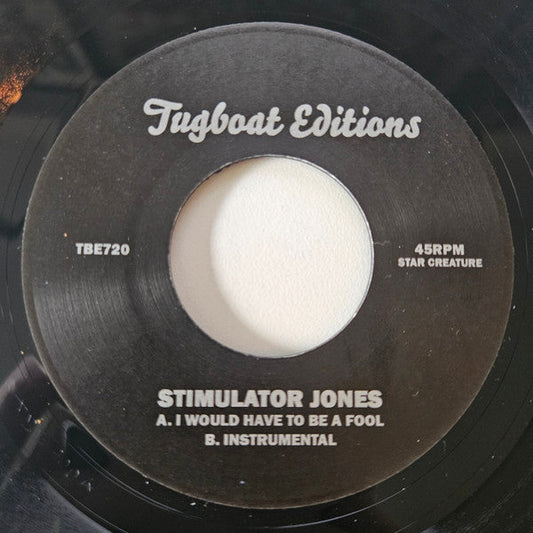 Tugboat Editions
TBE720
45RPM
STAR CREATURE
STIMULATOR JONES
A. I WOULD HAVE TO BE A FOOL
B. INSTRUMENTAL